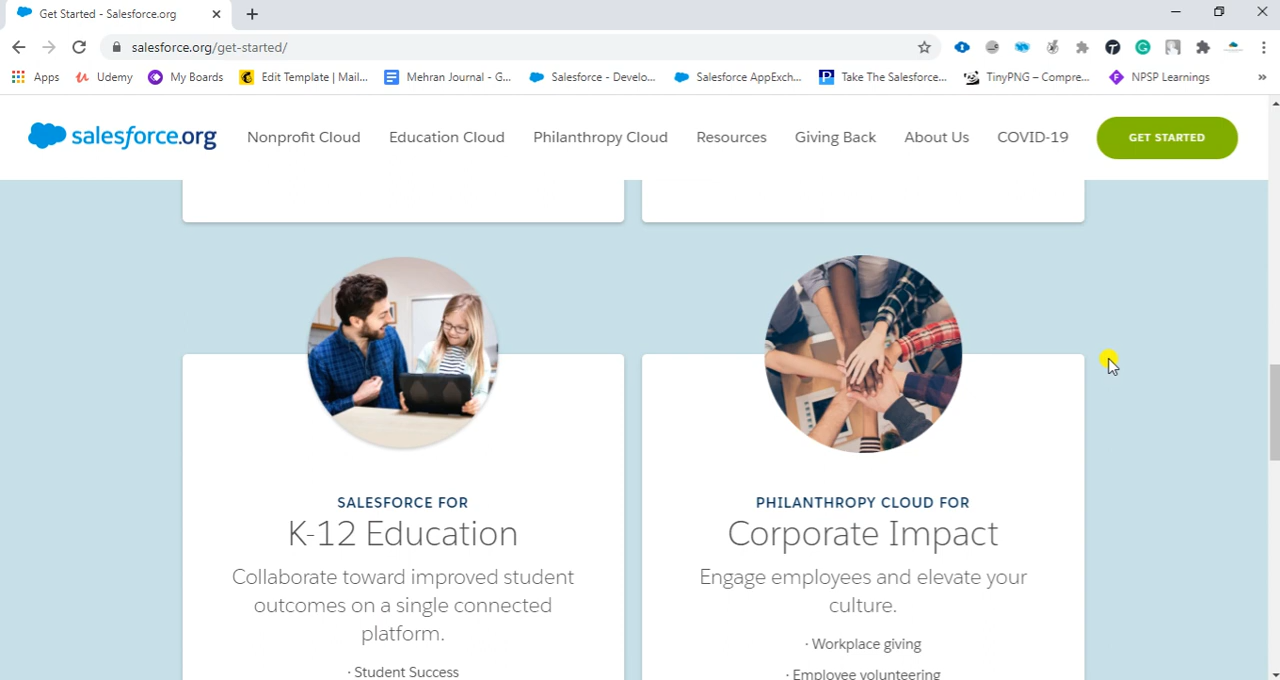 Get Started - Salesforce.org
salesforce.org/get-started/
Apps Udemy My Boards Edit Template | Mail... Mehran Journal - G... Salesforce - Develo... Salesforce AppExch... Take The Salesforce... TinyPNG – Compre... NPSP Learnings »
salesforce.org Nonprofit Cloud Education Cloud Philanthropy Cloud Resources Giving Back About Us COVID-19 GET STARTED
SALESFORCE FOR
K-12 Education
Collaborate toward improved student
outcomes on a single connected
platform.
· Student Success
PHILANTHROPY CLOUD FOR
Corporate Impact
Engage employees and elevate your
culture.
· Workplace giving
· Employee volunteering